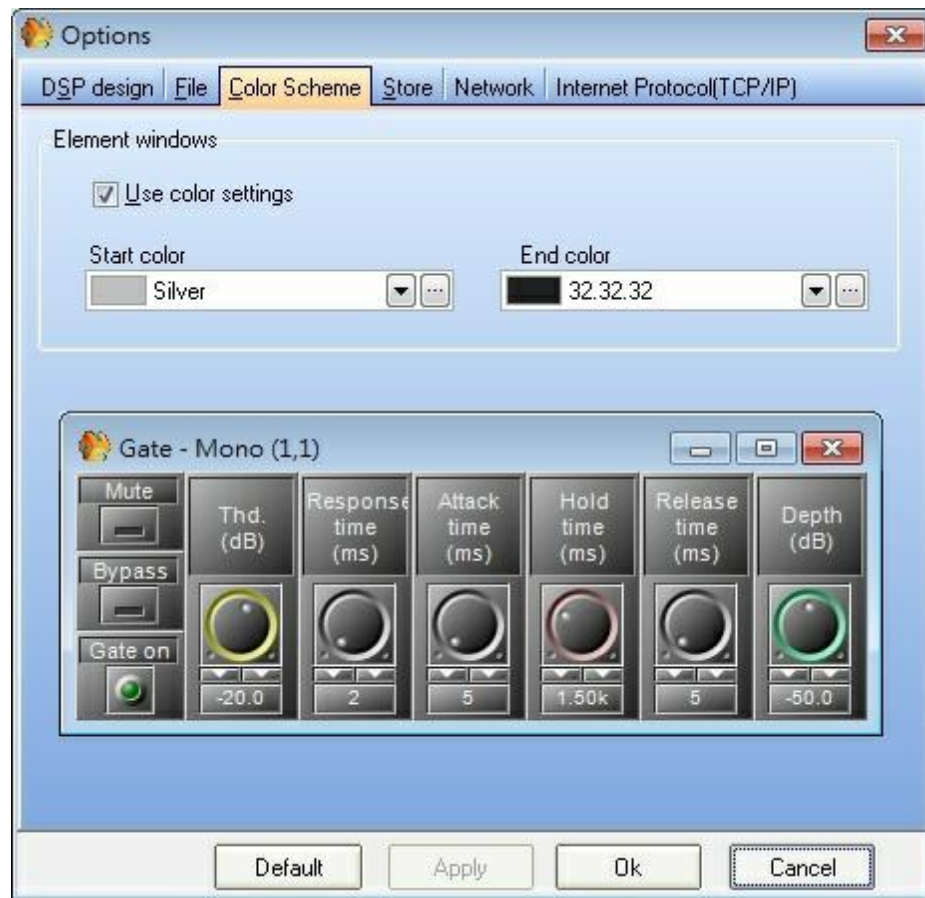 Options
DSP design File Color Scheme Store Network Internet Protocol(TCP/IP)
Element windows
Use color settings
Start color End color
Silver 32.32.32
Gate - Mono (1,1)
Mute
Bypass
Gate on
Thd.
(dB)
-20.0
Response
time
(ms)
2
Attack
time
(ms)
5
Hold
time
(ms)
1.50k
Release
time
(ms)
5
Depth
(dB)
-50.0
Default Apply Ok Cancel